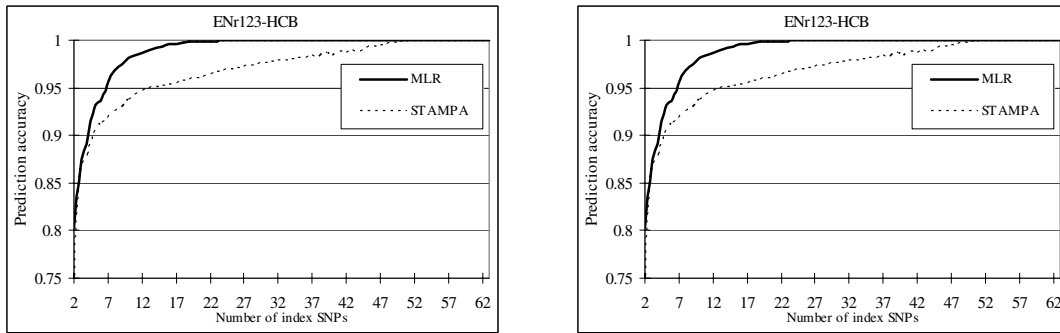 ENr123-HCB
1
0.95
0.9
0.85
0.8
0.75
Prediction accuracy
MLR
STAMPA
2 7 12 17 22 27 32 37 42 47 52 57 62
Number of index SNPs
ENr123-HCB
1
0.95
0.9
0.85
0.8
0.75
Prediction accuracy
MLR
STAMPA
2 7 12 17 22 27 32 37 42 47 52 57 62
Number of index SNPs